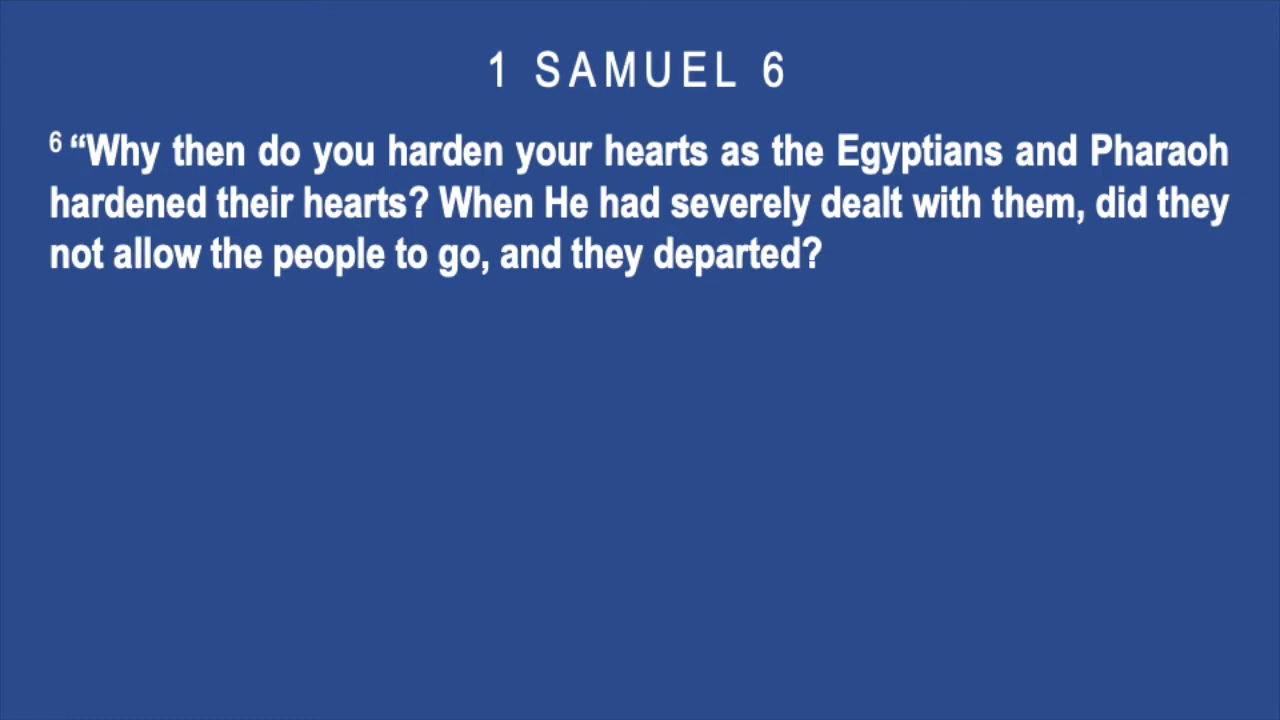 1 SAMUEL 6
6 “Why then do you harden your hearts as the Egyptians and Pharaoh
hardened their hearts? When He had severely dealt with them, did they
not allow the people to go, and they departed?